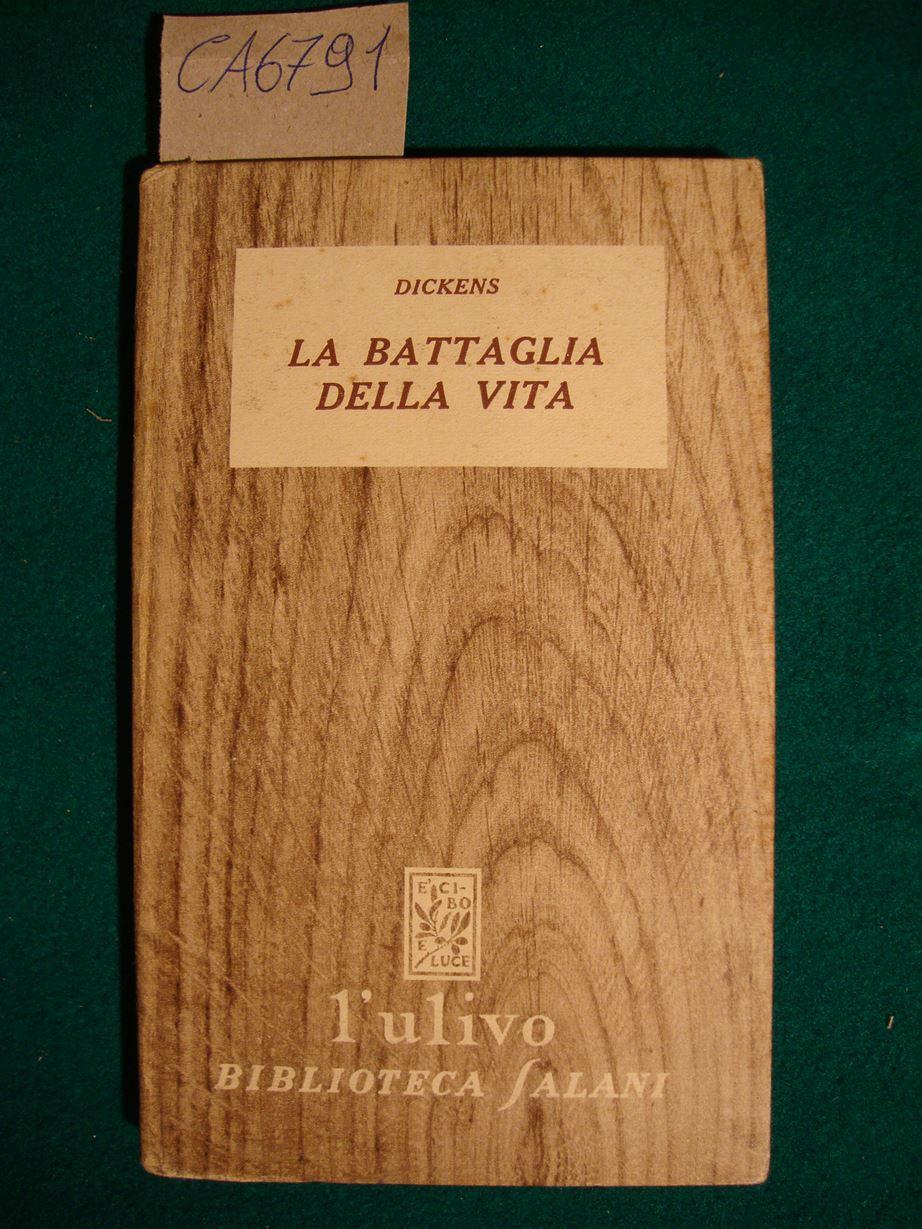 CA6791
DICKENS
LA BATTAGLIA
DELLA VITA
E' CI-
BO
E
LUCE
l'ulivo
BIBLIOTECA SALANI